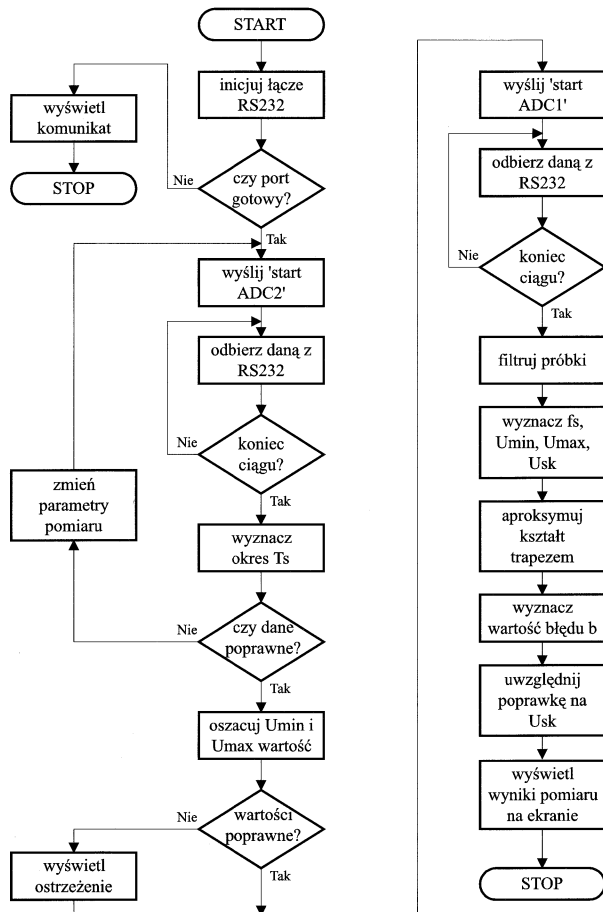 START
inicjuj łącze
RS232
wyświetl
komunikat
STOP
Nie
czy port
gotowy?
Tak
wyślij 'start
ADC2'
odbierz daną z
RS232
Nie
koniec
ciągu?
Tak
zmień
parametry
pomiaru
wyznacz
okres Ts
Nie
czy dane
poprawne?
Tak
oszacuj Umin i
Umax wartość
Nie
wartości
poprawne?
Tak
wyświetl
ostrzeżenie
wyślij 'start
ADC1'
odbierz daną z
RS232
Nie
koniec
ciągu?
Tak
filtruj próbki
wyznacz fs,
Umin, Umax,
Usk
aproksymuj
kształt
trapezem
wyznacz
wartość błędu b
uwzględnij
poprawkę na
Usk
wyświetl
wyniki pomiaru
na ekranie
STOP